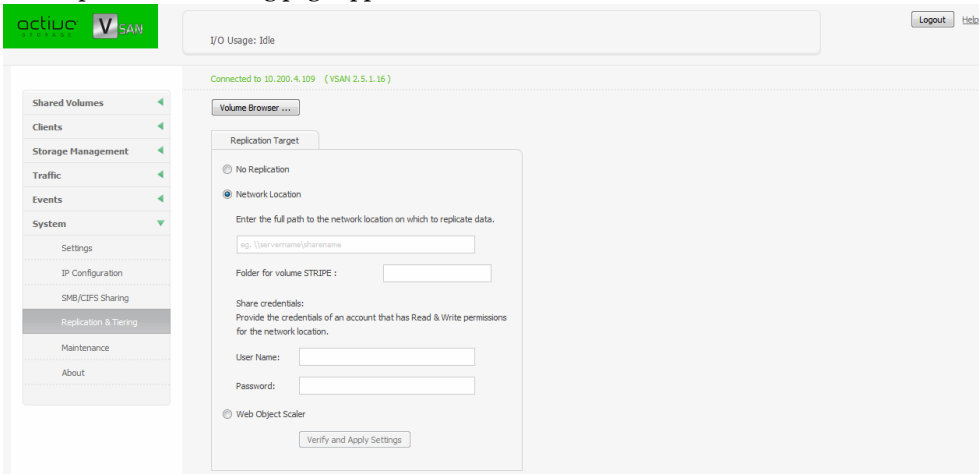 active
STORAGE
V SAN
I/O Usage: Idle
Logout
Help
Connected to 10.200.4.109 ( VSAN 2.5.1.16 )
Shared Volumes
Clients
Storage Management
Traffic
Events
System
Settings
IP Configuration
SMB/CIFS Sharing
Replication & Tiering
Maintenance
About
Volume Browser ...
Replication Target
No Replication
Network Location
Enter the full path to the network location on which to replicate data.
eg. \\servername\sharename
Folder for volume STRIPE :
Share credentials:
Provide the credentials of an account that has Read & Write permissions
for the network location.
User Name:
Password:
Web Object Scaler
Verify and Apply Settings